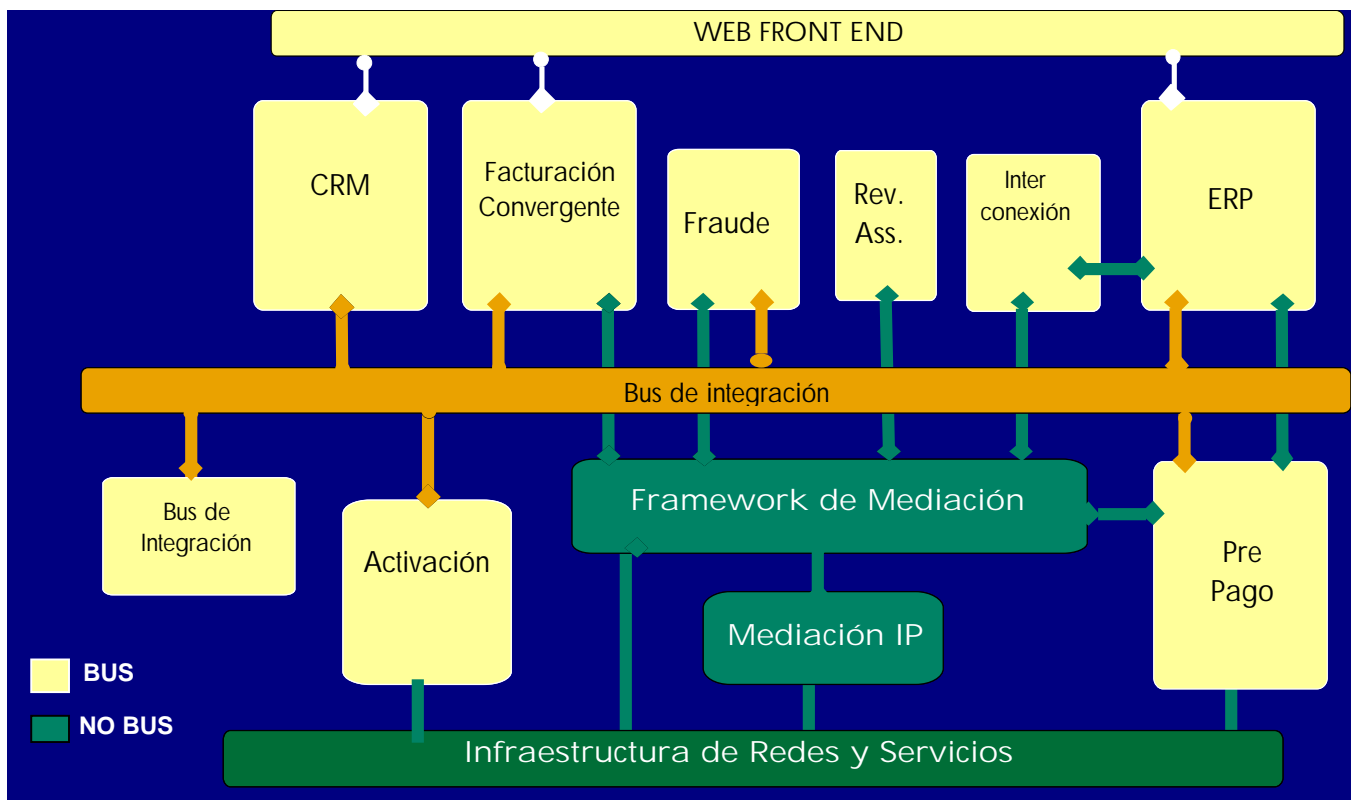 WEB FRONT END
CRM
Facturación
Convergente
Fraude
Rev.
Ass.
Inter
conexión
ERP
Bus de integración
Bus de
Integración
Activación
Framework de Mediación
Mediación IP
Pre
Pago
BUS
NO BUS
Infraestructura de Redes y Servicios